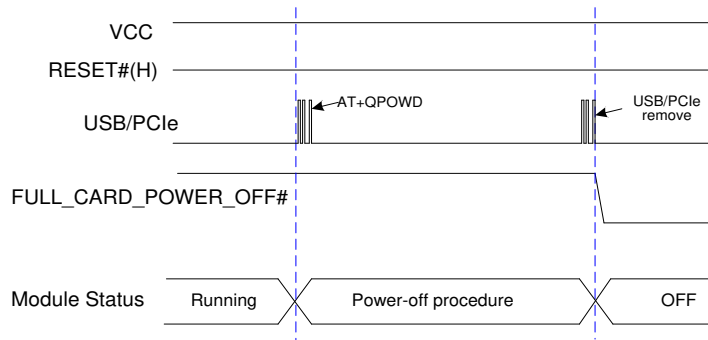 VCC
RESET#(H)
USB/PCIe
AT+QPOWD
USB/PCIe
remove
FULL_CARD_POWER_OFF#
Module Status
Running
Power-off procedure
OFF